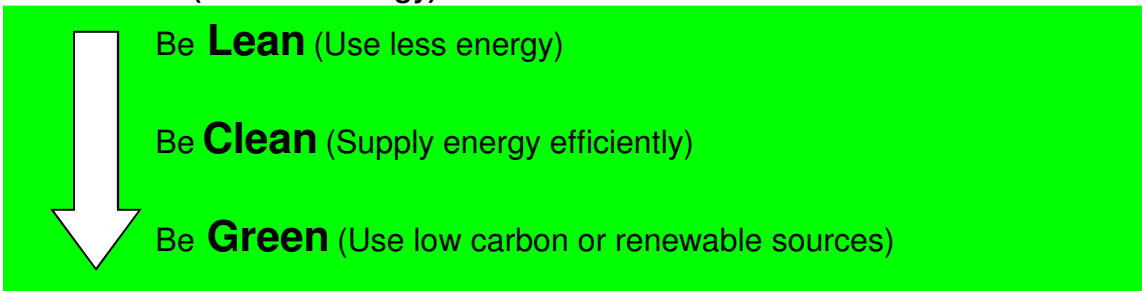 Be Lean (Use less energy)
Be Clean (Supply energy efficiently)
Be Green (Use low carbon or renewable sources)